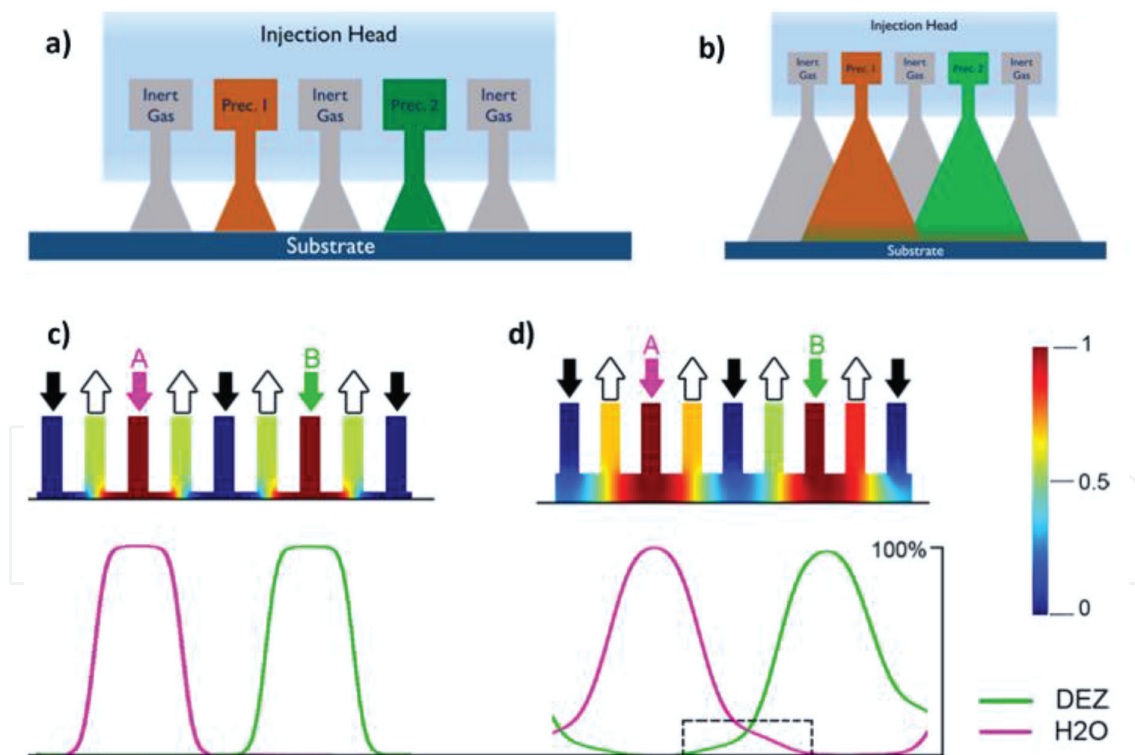 a)
Injection Head
Inert
Gas
Prec. 1
Inert
Gas
Prec. 2
Inert
Gas
Substrate
b)
Injection Head
Inert
Gas
Prec. 1
Inert
Gas
Prec. 2
Inert
Gas
Substrate
c)
A
B
d)
A
B
1
0.5
0
100%
DEZ
H2O